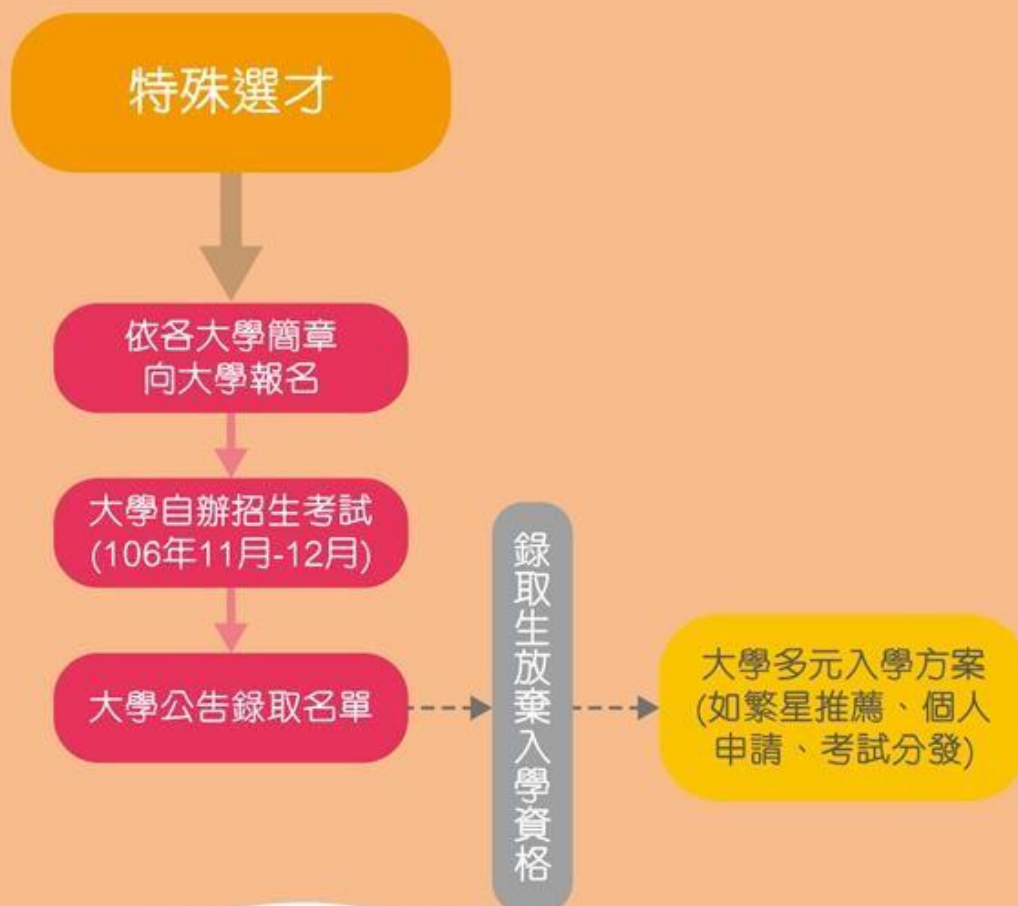 特殊選才
依各大學簡章
向大學報名
大學自辦招生考試
(106年11月-12月)
大學公告錄取名單
錄取生放棄入學資格
大學多元入學方案
(如繁星推薦、個人
申請、考試分發)